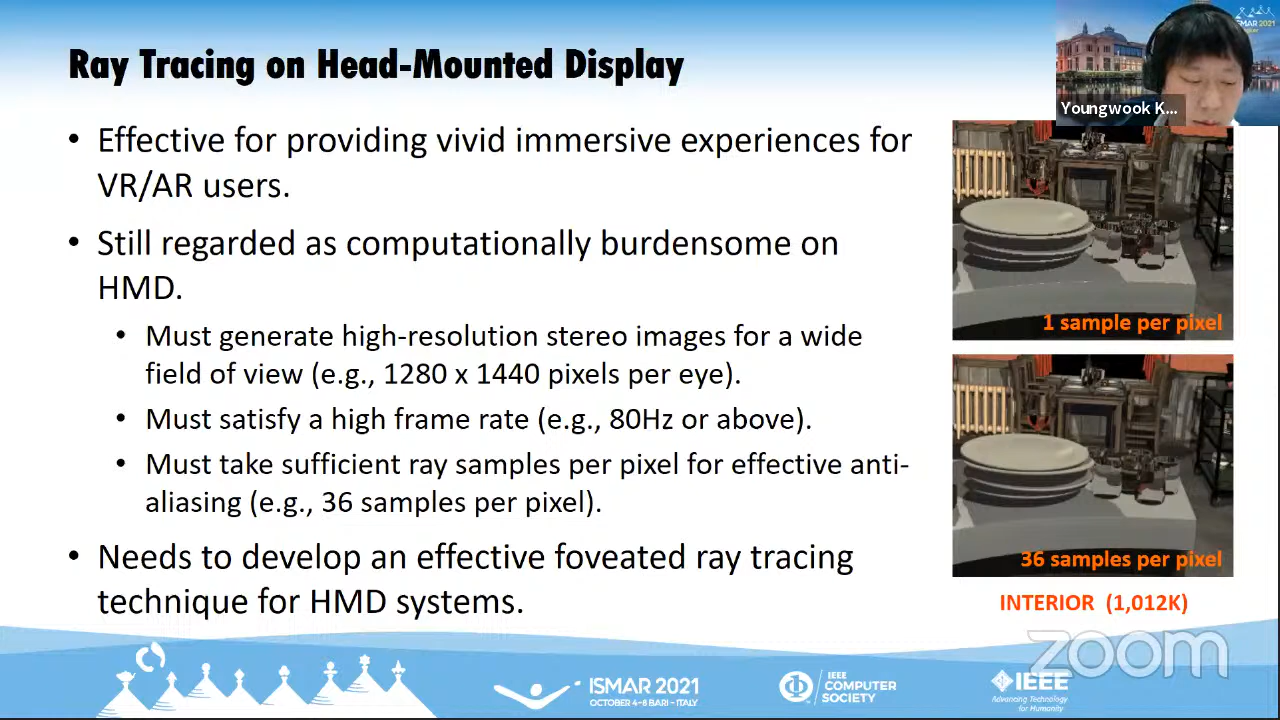 Ray Tracing on Head-Mounted Display
ISMAR 2021
Youngwook K...
• Effective for providing vivid immersive experiences for
VR/AR users.
• Still regarded as computationally burdensome on
HMD.
• Must generate high-resolution stereo images for a wide
field of view (e.g., 1280 x 1440 pixels per eye).
• Must satisfy a high frame rate (e.g., 80Hz or above).
• Must take sufficient ray samples per pixel for effective anti-
aliasing (e.g., 36 samples per pixel).
• Needs to develop an effective foveated ray tracing
technique for HMD systems.
1 sample per pixel
36 samples per pixel
INTERIOR (1,012K)
zoom
ISMAR 2021
OCTOBER 4-8 BARI - ITALY
IEEE
COMPUTER
SOCIETY
IEEE
Advancing Technology
for Humanity